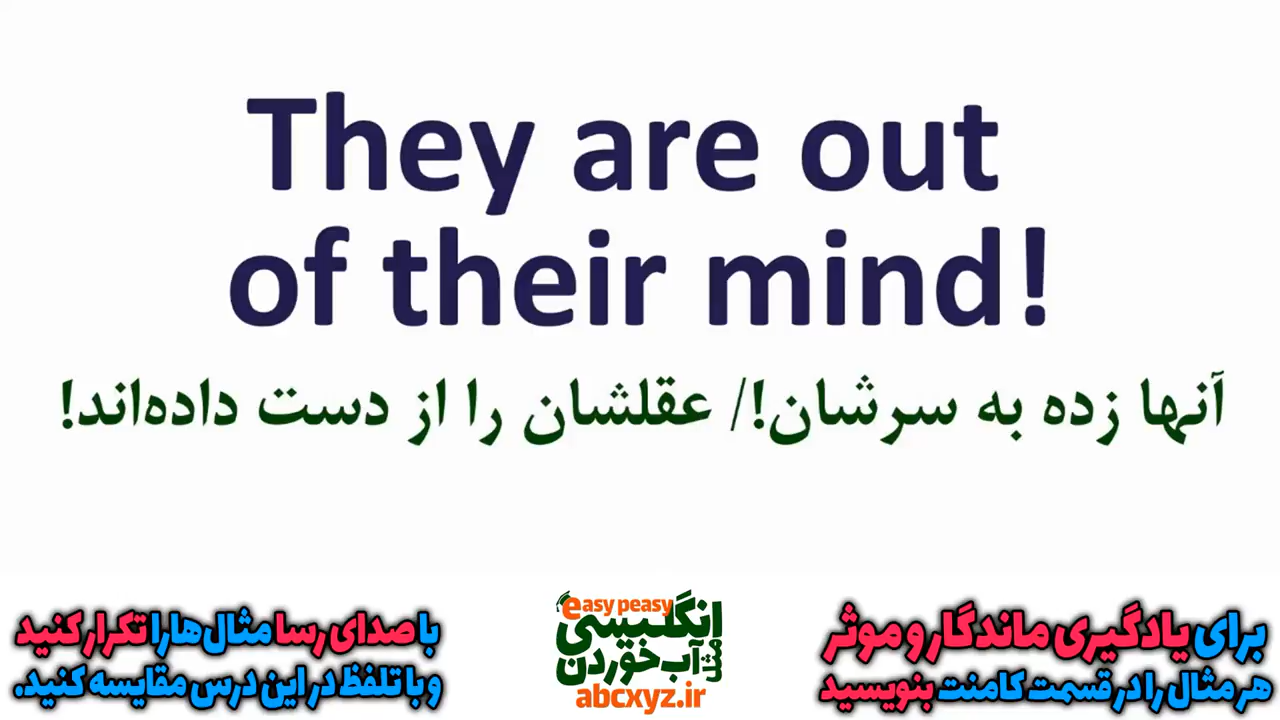 They are out
of their mind!
آنها زده به سرشان!/ عقلشان را از دست داده‌اند!
برای یادگیری ماندگار و موثر
هر مثال را در قسمت کامنت بنویسید
easy peasy
انگلیسی
مثل آب خوردن
abcxyz.ir
با صدای رسا مثال‌ها را تکرار کنید
و با تلفظ در این درس مقایسه کنید.